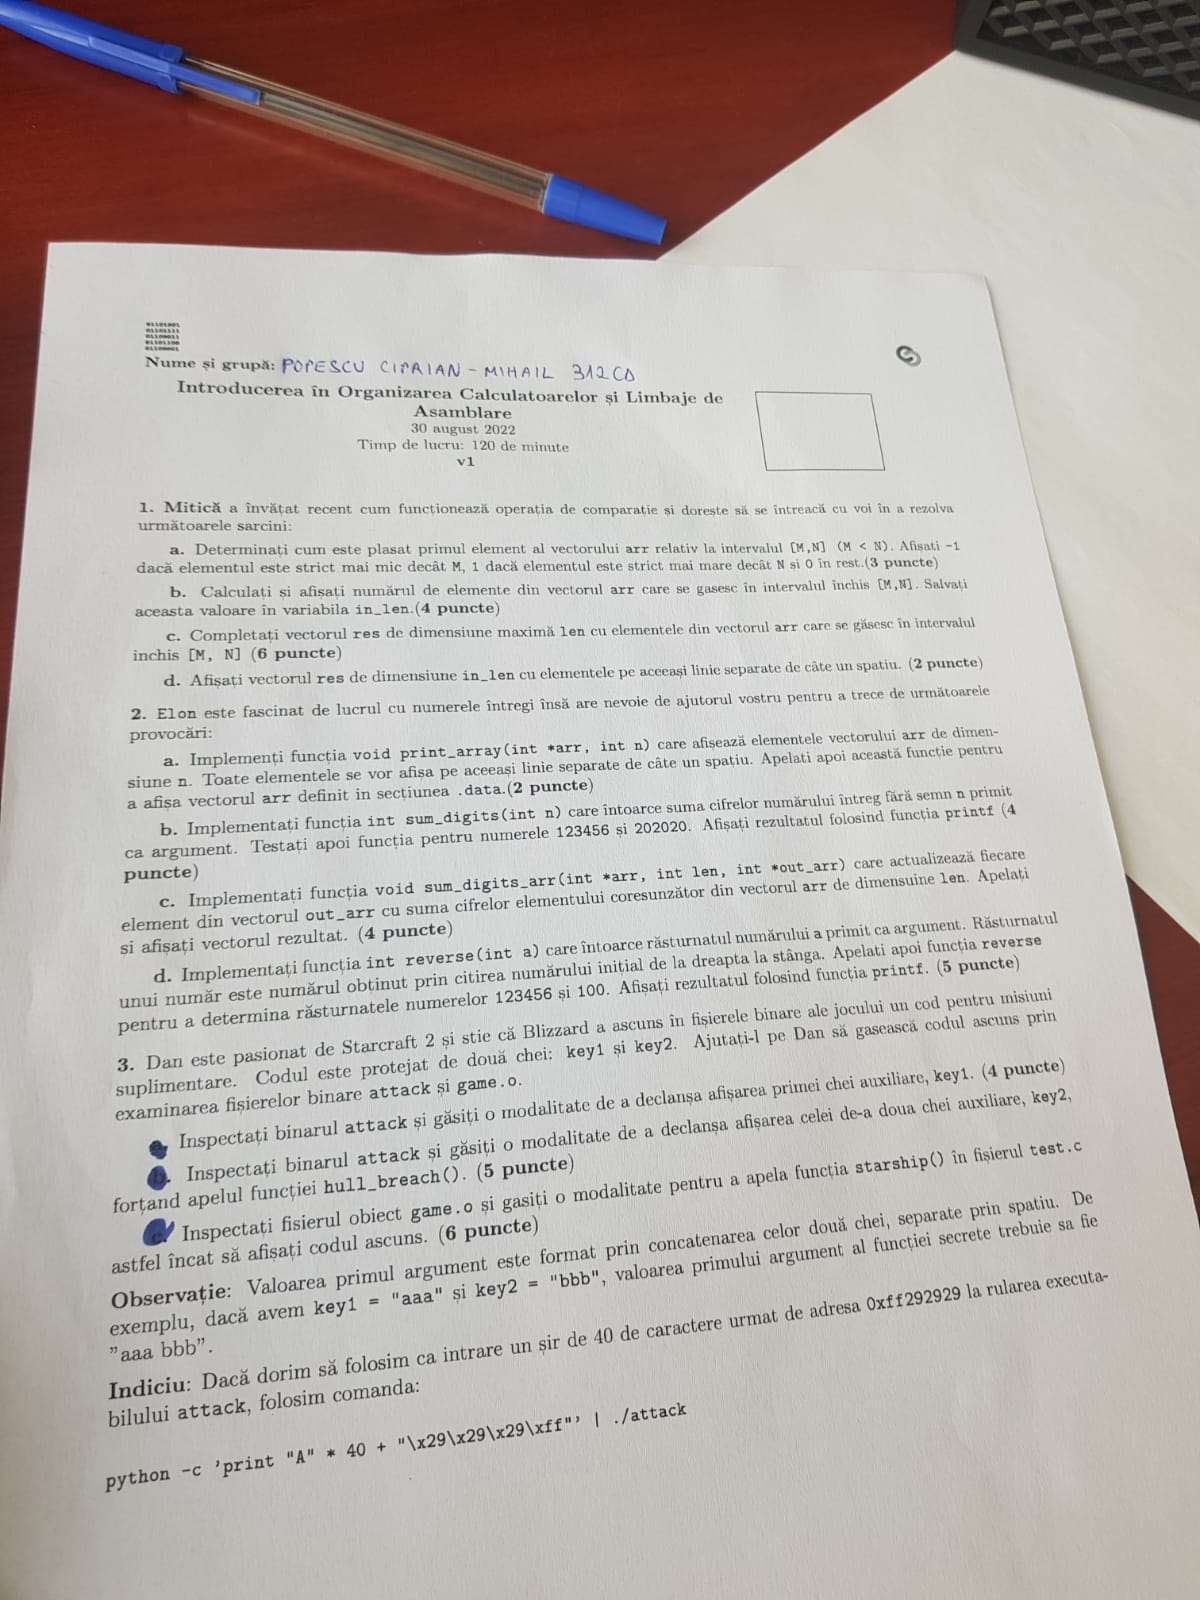 01101001
01101111
01100011
01101100
01100001
Nume și grupă: POPESCU CIPRIAN - MIHAIL 312CD
Introducerea în Organizarea Calculatoarelor și Limbaje de
Asamblare
30 august 2022
Timp de lucru: 120 de minute
v1
1. Mitică a învățat recent cum funcționează operația de comparație și dorește să se întreacă cu voi în a rezolva
următoarele sarcini:
a. Determinați cum este plasat primul element al vectorului arr relativ la intervalul [M,N] (M < N). Afișati -1
dacă elementul este strict mai mic decât M, 1 dacă elementul este strict mai mare decât N și 0 în rest.(3 puncte)
b. Calculați și afișați numărul de elemente din vectorul arr care se gasesc în intervalul închis [M,N]. Salvați
aceasta valoare în variabila in_len.(4 puncte)
c. Completați vectorul res de dimensiune maximă len cu elementele din vectorul arr care se găsesc în intervalul
inchis [M, N] (6 puncte)
d. Afișați vectorul res de dimensiune in_len cu elementele pe aceeași linie separate de câte un spatiu. (2 puncte)
2. Elon este fascinat de lucrul cu numerele întregi însă are nevoie de ajutorul vostru pentru a trece de următoarele
provocări:
a. Implemenți funcția void print_array(int *arr, int n) care afișează elementele vectorului arr de dimen-
siune n. Toate elementele se vor afișa pe aceeași linie separate de câte un spațiu. Apelati apoi această funcție pentru
a afișa vectorul arr definit in secțiunea .data.(2 puncte)
b. Implementați funcția int sum_digits(int n) care întoarce suma cifrelor numărului întreg fără semn n primit
ca argument. Testați apoi funcția pentru numerele 123456 și 202020. Afișați rezultatul folosind funcția printf (4
puncte)
c. Implementați funcția void sum_digits_arr(int *arr, int len, int *out_arr) care actualizează fiecare
element din vectorul out_arr cu suma cifrelor elementului coresunzător din vectorul arr de dimensuine len. Apelați
si afișați vectorul rezultat. (4 puncte)
d. Implementați funcția int reverse(int a) care întoarce răsturnatul numărului a primit ca argument. Răsturnatul
unui număr este numărul obținut prin citirea numărului inițial de la dreapta la stânga. Apelati apoi funcția reverse
pentru a determina răsturnatele numerelor 123456 și 100. Afișați rezultatul folosind funcția printf. (5 puncte)
3. Dan este pasionat de Starcraft 2 și stie că Blizzard a ascuns în fișierele binare ale jocului un cod pentru misiuni
suplimentare. Codul este protejat de două chei: key1 și key2. Ajutați-l pe Dan să gasească codul ascuns prin
examinarea fișierelor binare attack și game.o.
Inspectați binarul attack și găsiți o modalitate de a declanșa afișarea primei chei auxiliare, key1. (4 puncte)
b. Inspectați binarul attack și găsiți o modalitate de a declanșa afișarea celei de-a doua chei auxiliare, key2,
forțand apelul funcției hull_breach(). (5 puncte)
c. Inspectați fisierul obiect game.o și gasiți o modalitate pentru a apela funcția starship() în fișierul test.c
astfel încat să afișați codul ascuns. (6 puncte)
Observație: Valoarea primul argument este format prin concatenarea celor două chei, separate prin spatiu. De
exemplu, dacă avem key1 = "aaa" și key2 = "bbb", valoarea primului argument al funcției secrete trebuie sa fie
"aaa bbb".
Indiciu: Dacă dorim să folosim ca intrare un șir de 40 de caractere urmat de adresa 0xff292929 la rularea executa-
bilului attack, folosim comanda:
python -c 'print "A" * 40 + "\x29\x29\x29\xff"' | ./attack